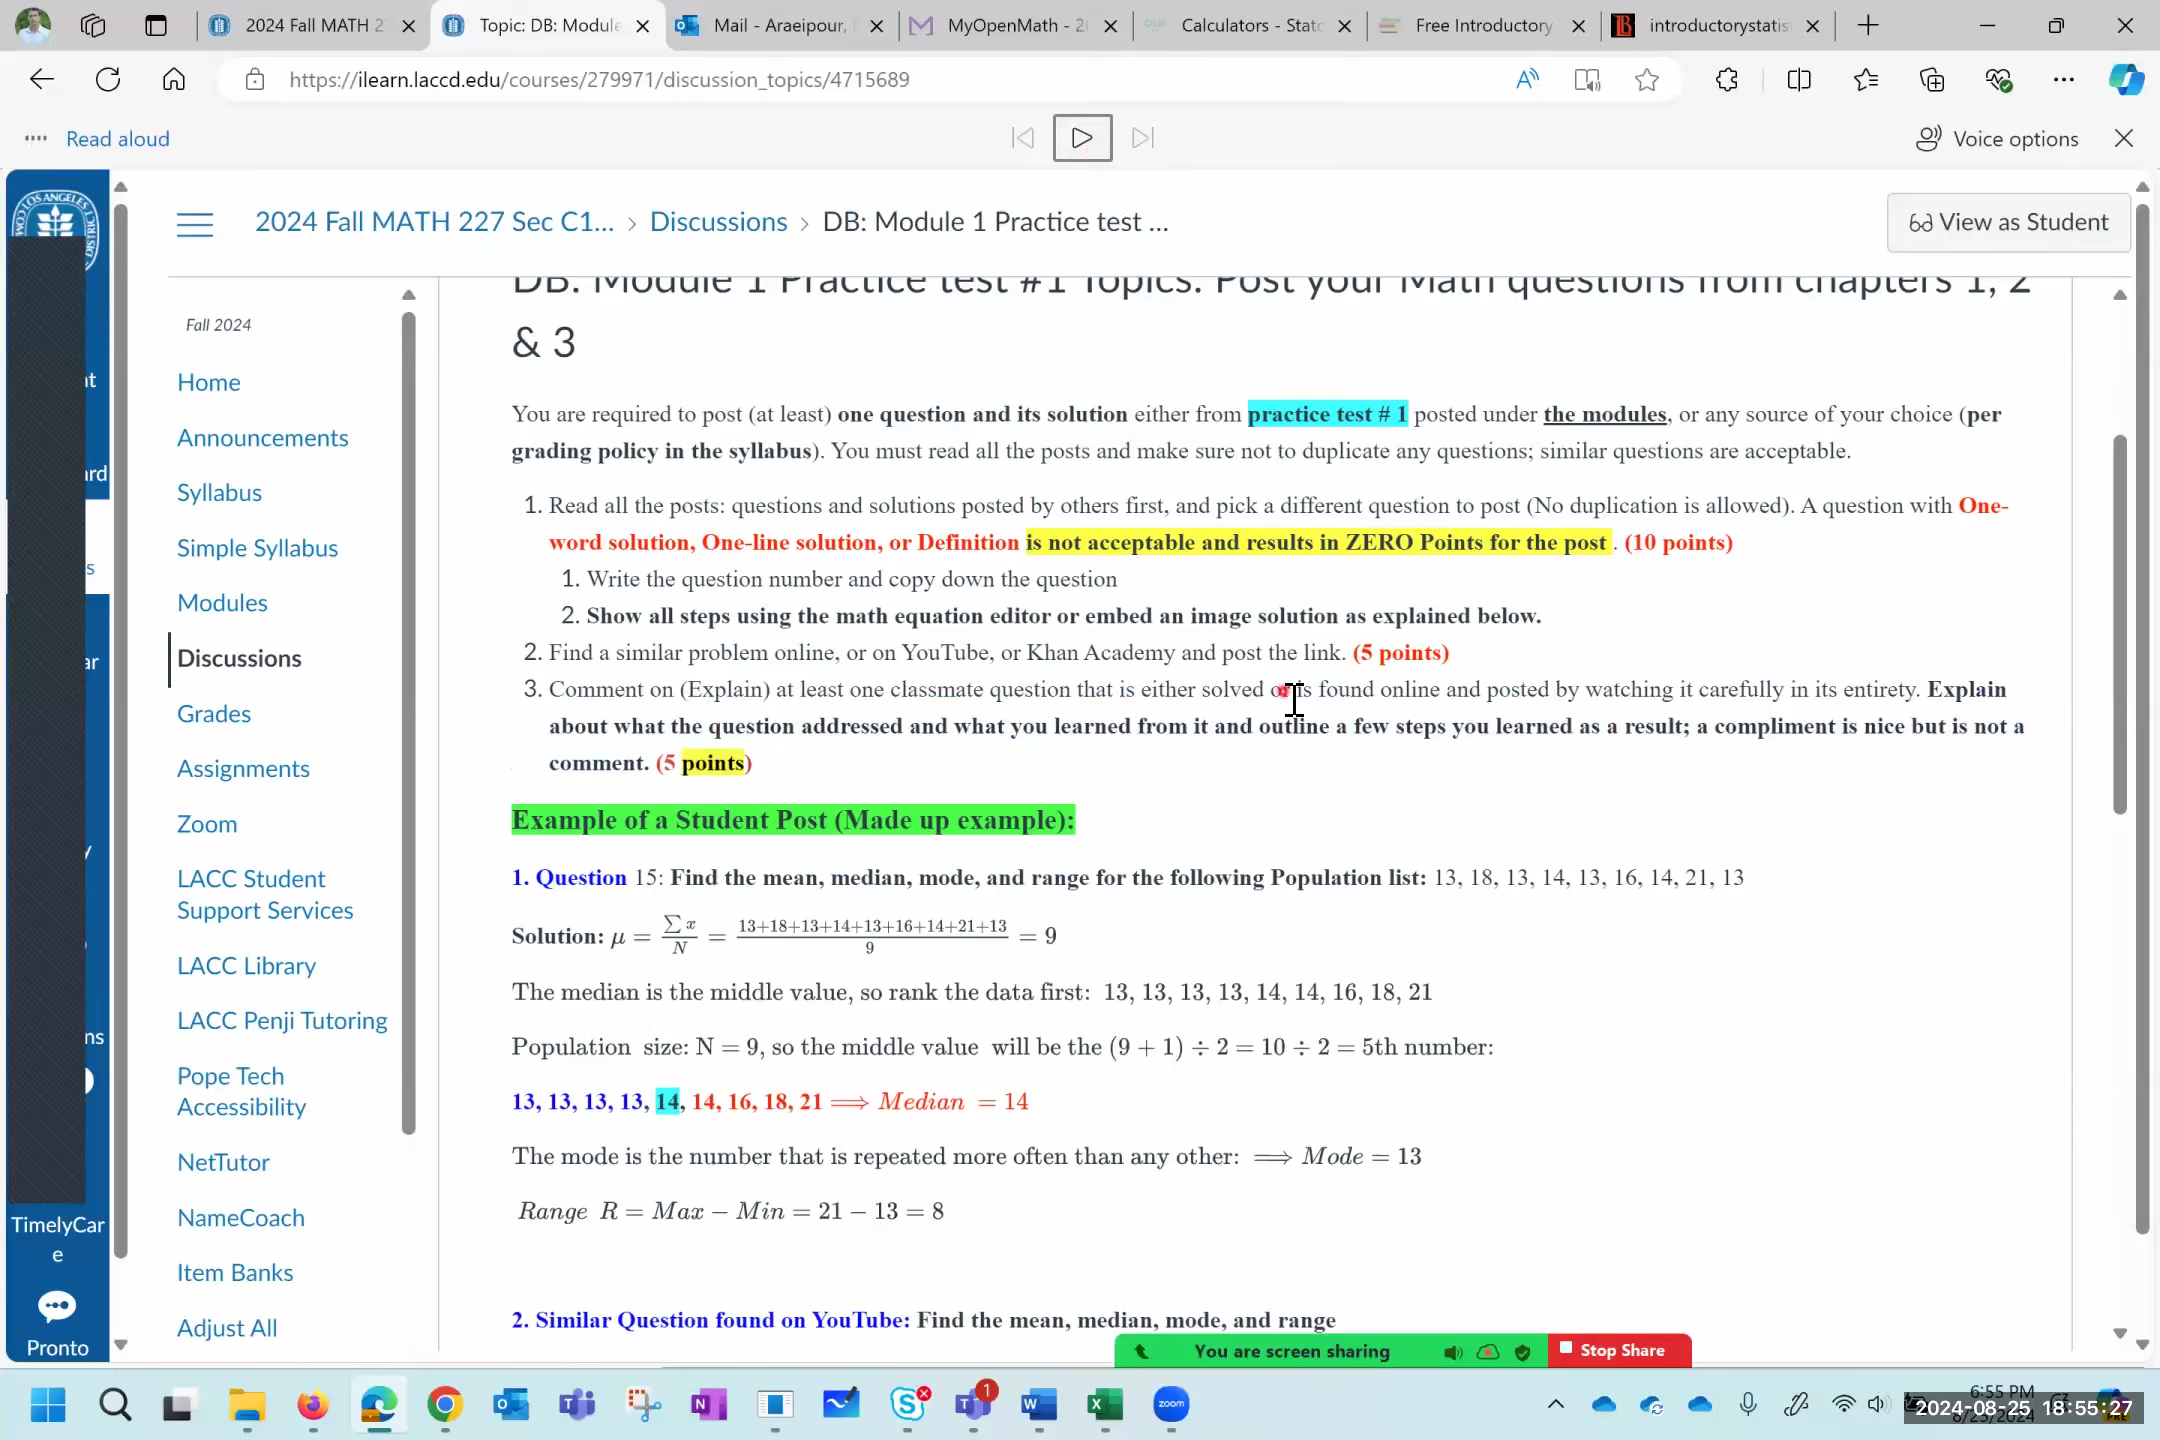 2024 Fall MATH 2
Topic: DB: Module
Mail - Araeipour,
MyOpenMath - 2
Calculators - Statc
Free Introductory
introductorystatis
https://ilearn.laccd.edu/courses/279971/discussion_topics/4715689
Read aloud
Voice options
2024 Fall MATH 227 Sec C1... › Discussions › DB: Module 1 Practice test ...
View as Student
DB: Module 1 Practice test #1 Topics. Post your Math questions from chapters 1, 2
& 3
Fall 2024
Home
Announcements
Syllabus
Simple Syllabus
Modules
Discussions
Grades
Assignments
Zoom
LACC Student
Support Services
LACC Library
LACC Penji Tutoring
Pope Tech
Accessibility
NetTutor
NameCoach
Item Banks
Adjust All
TimelyCar
e
Pronto
You are required to post (at least) one question and its solution either from practice test # 1 posted under the modules, or any source of your choice (per
grading policy in the syllabus). You must read all the posts and make sure not to duplicate any questions; similar questions are acceptable.
1. Read all the posts: questions and solutions posted by others first, and pick a different question to post (No duplication is allowed). A question with One-
word solution, One-line solution, or Definition is not acceptable and results in ZERO Points for the post . (10 points)
1. Write the question number and copy down the question
2. Show all steps using the math equation editor or embed an image solution as explained below.
2. Find a similar problem online, or on YouTube, or Khan Academy and post the link. (5 points)
3. Comment on (Explain) at least one classmate question that is either solved or is found online and posted by watching it carefully in its entirety. Explain
about what the question addressed and what you learned from it and outline a few steps you learned as a result; a compliment is nice but is not a
comment. (5 points)
Example of a Student Post (Made up example):
1. Question 15: Find the mean, median, mode, and range for the following Population list: 13, 18, 13, 14, 13, 16, 14, 21, 13
Solution: μ = ∑ x / N = 13+18+13+14+13+16+14+21+13 / 9 = 9
The median is the middle value, so rank the data first: 13, 13, 13, 13, 14, 14, 16, 18, 21
Population size: N = 9, so the middle value will be the (9 + 1) ÷ 2 = 10 ÷ 2 = 5th number:
13, 13, 13, 13, 14, 14, 16, 18, 21 ⟹ Median = 14
The mode is the number that is repeated more often than any other: ⟹ Mode = 13
Range R = Max − Min = 21 − 13 = 8
2. Similar Question found on YouTube: Find the mean, median, mode, and range
You are screen sharing
Stop Share
6:55 PM
2024-08-25 18:55:27